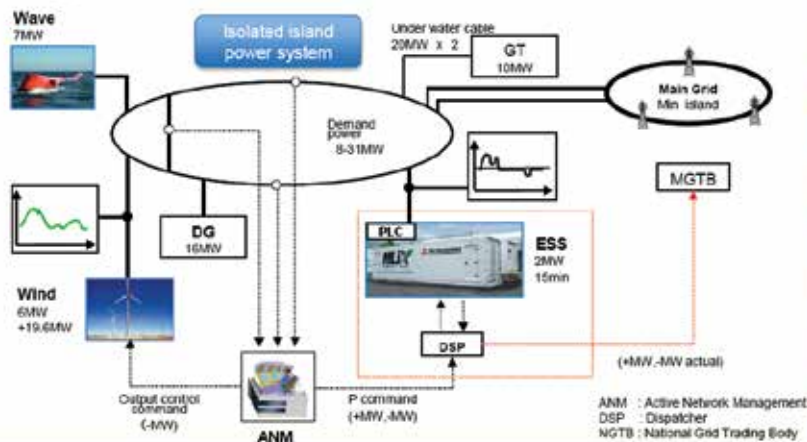 Wave
7MW
Isolated island
power system
Under water cable
20MW x 2
GT
10MW
Main Grid
Min island
Demand
power
8-31MW
MGTB
DG
16MW
PLC
ESS
2MW
15min
Wind
6MW
+19.6MW
DSP
(+MW,-MW actual)
Output control
command
(-MW)
P command
(+MW,-MW)
ANM
ANM : Active Network Management
DSP : Dispatcher
NGTB : National Grid Trading Body